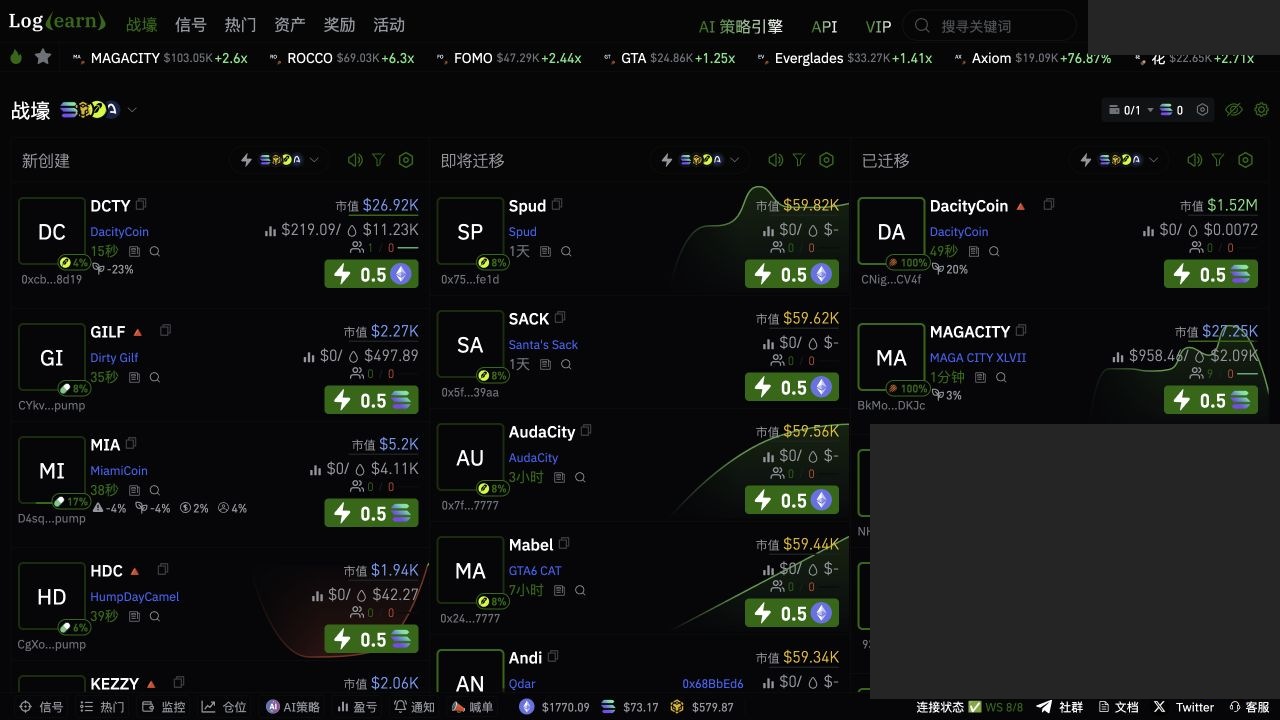 Log(earn) 战壕 信号 热门 资产 奖励 活动 AI 策略引擎 API VIP 搜寻关键词
MAGACITY $103.05K+2.6x ROCCO $69.03K+6.3x FOMO $47.29K+2.44x GTA $24.86K+1.25x Everglades $33.27K+1.41x Axiom $19.09K+76.87% 花 $22.65K+2.71x
战壕 0/1 0
新创建
DCTY 市值 $26.92K
DacityCoin $219.09/ $11.23K
15秒 1 / 0
4% -23%
0xcb...8d19 0.5
DC
GILF 市值 $2.27K
Dirty Gilf $0/ $497.89
35秒 0 / 0
8%
CYkv...pump 0.5
GI
MIA 市值 $5.2K
MiamiCoin $0/ $4.11K
38秒 0 / 0
17% -4% -4% 2% 4%
D4sq...pump 0.5
MI
HDC 市值 $1.94K
HumpDayCamel $0/ $42.27
39秒 0 / 0
6%
CgXo...pump 0.5
HD
KEZZY 市值 $2.06K
即将迁移
Spud 市值 $59.82K
Spud $0/ $-
1天 0 / 0
8%
0x75...fe1d 0.5
SP
SACK 市值 $59.62K
Santa's Sack $0/ $-
1天 0 / 0
8%
0x5f...39aa 0.5
SA
AudaCity 市值 $59.56K
AudaCity $0/ $-
3小时 0 / 0
8%
0x7f...7777 0.5
AU
Mabel 市值 $59.44K
GTA6 CAT $0/ $-
7小时 0 / 0
8%
0x24...7777 0.5
MA
Andi 市值 $59.34K
Qdar 0x68BbEd6 $0/ $-
AN
已迁移
DacityCoin 市值 $1.52M
DacityCoin $0/ $0.0072
49秒 0 / 0
100% 20%
CNig...CV4f 0.5
DA
MAGACITY 市值 $27.25K
MAGA CITY XLVII $958.46/ $2.09K
1分钟 9 / 0
100% 3%
BkMo...DKJc 0.5
MA
信号 热门 监控 仓位 AI AI策略 盈亏 通知 喊单 $1770.09 $73.17 $579.87 连接状态 WS 8/8 社群 文档 Twitter 客服